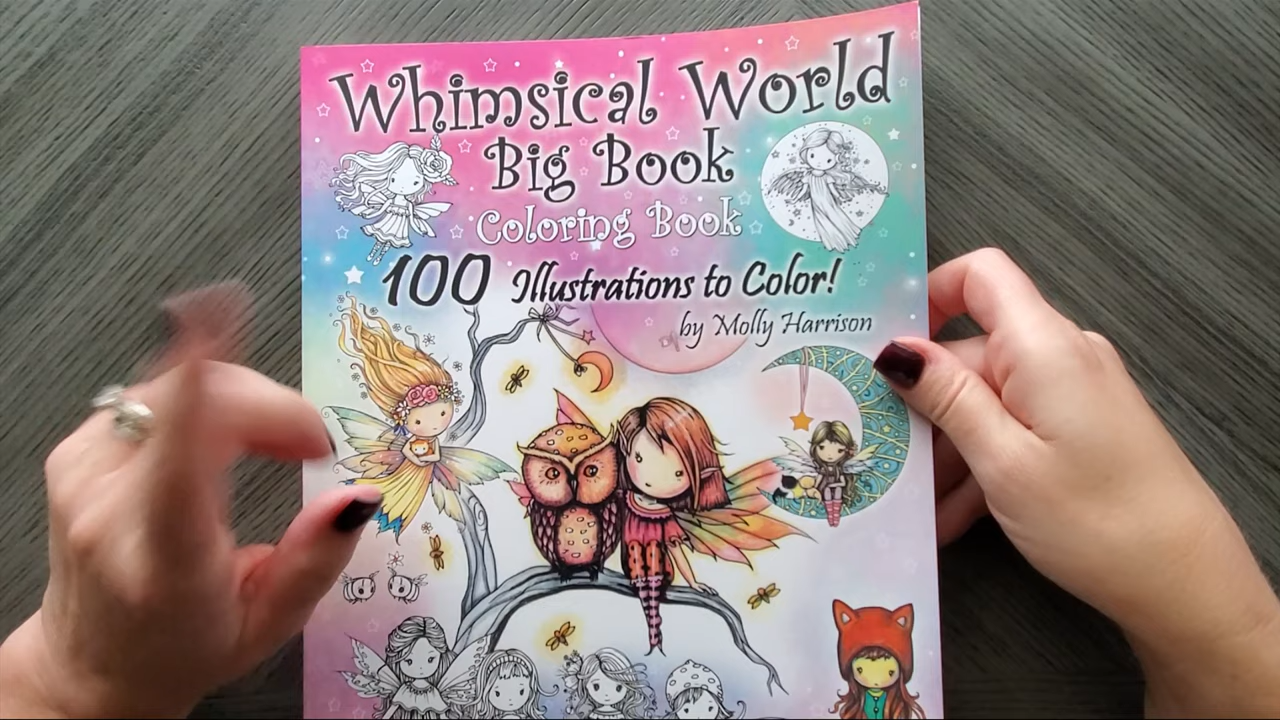 Whimsical World
Big Book
Coloring Book
100 Illustrations to Color!
by Molly Harrison